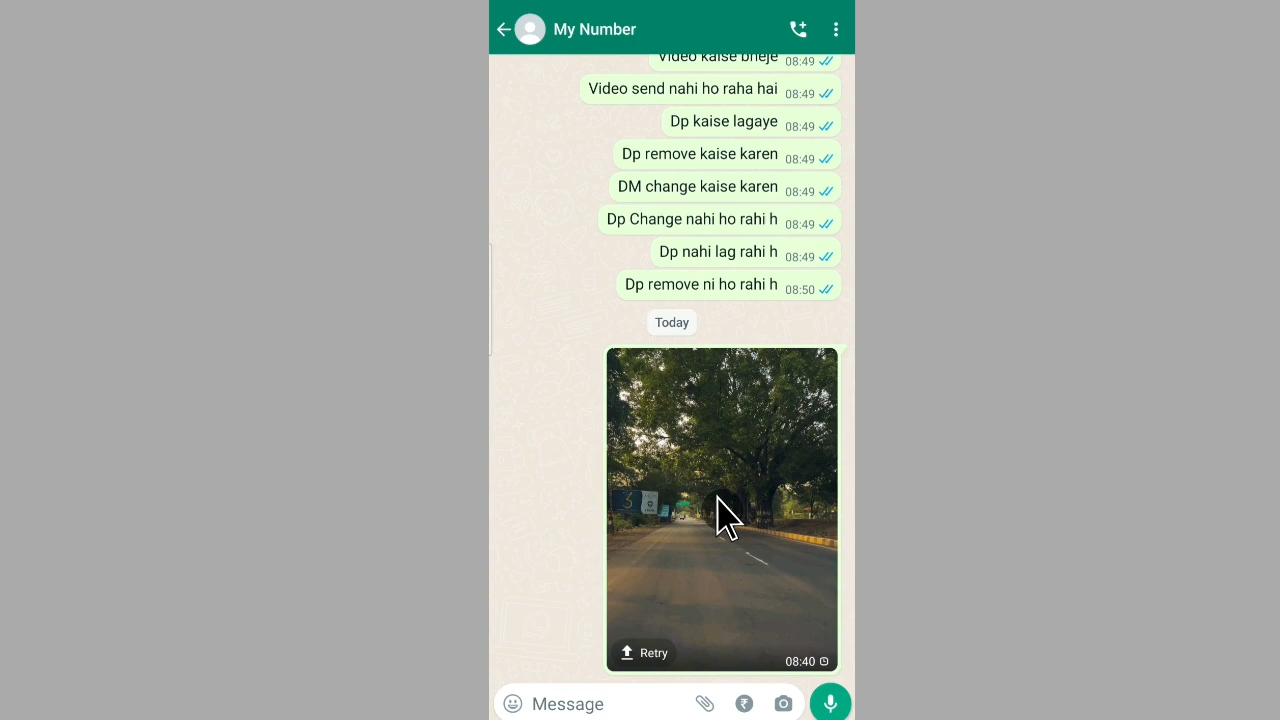 My Number
Video kaise bheje 08:49
Video send nahi ho raha hai 08:49
Dp kaise lagaye 08:49
Dp remove kaise karen 08:49
DM change kaise karen 08:49
Dp Change nahi ho rahi h 08:49
Dp nahi lag rahi h 08:49
Dp remove ni ho rahi h 08:50
Today
3
Retry 08:40
Message